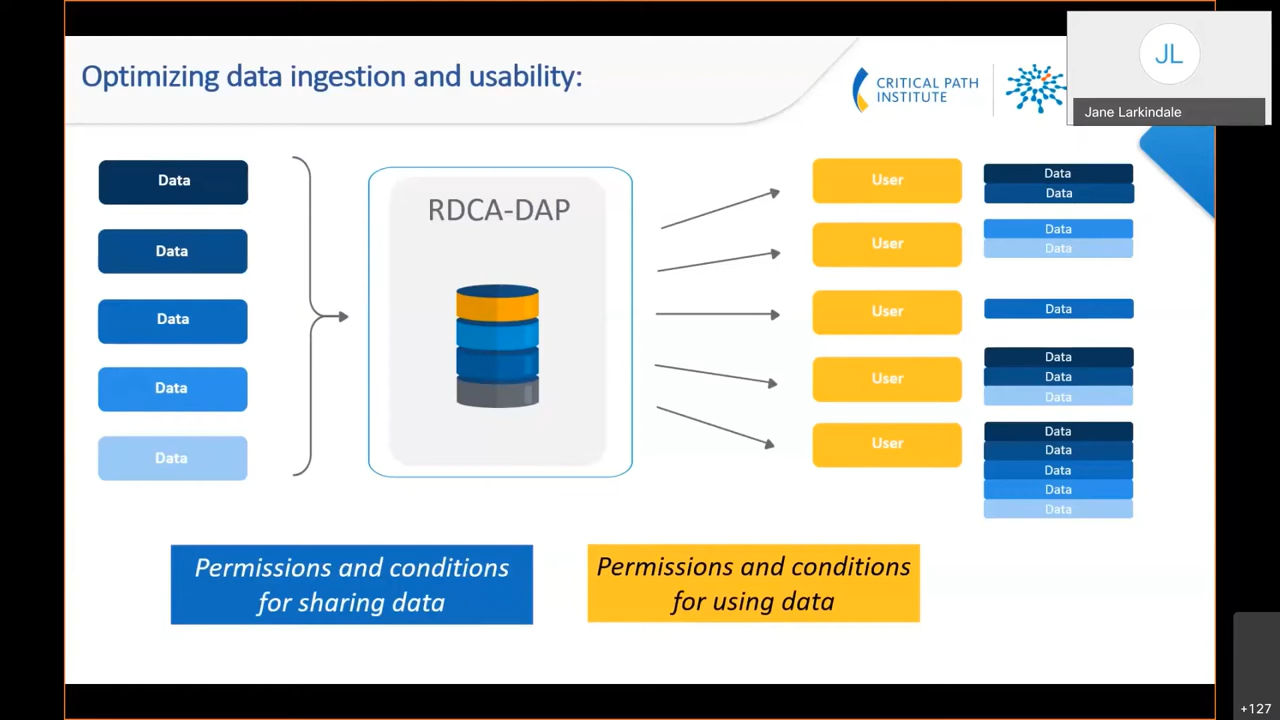 Optimizing data ingestion and usability:
CRITICAL PATH
INSTITUTE
JL
Jane Larkindale
Data
Data
Data
Data
Data
RDCA-DAP
User
Data
Data
User
Data
Data
User
Data
User
Data
Data
Data
User
Data
Data
Data
Data
Data
Permissions and conditions
for sharing data
Permissions and conditions
for using data
+127